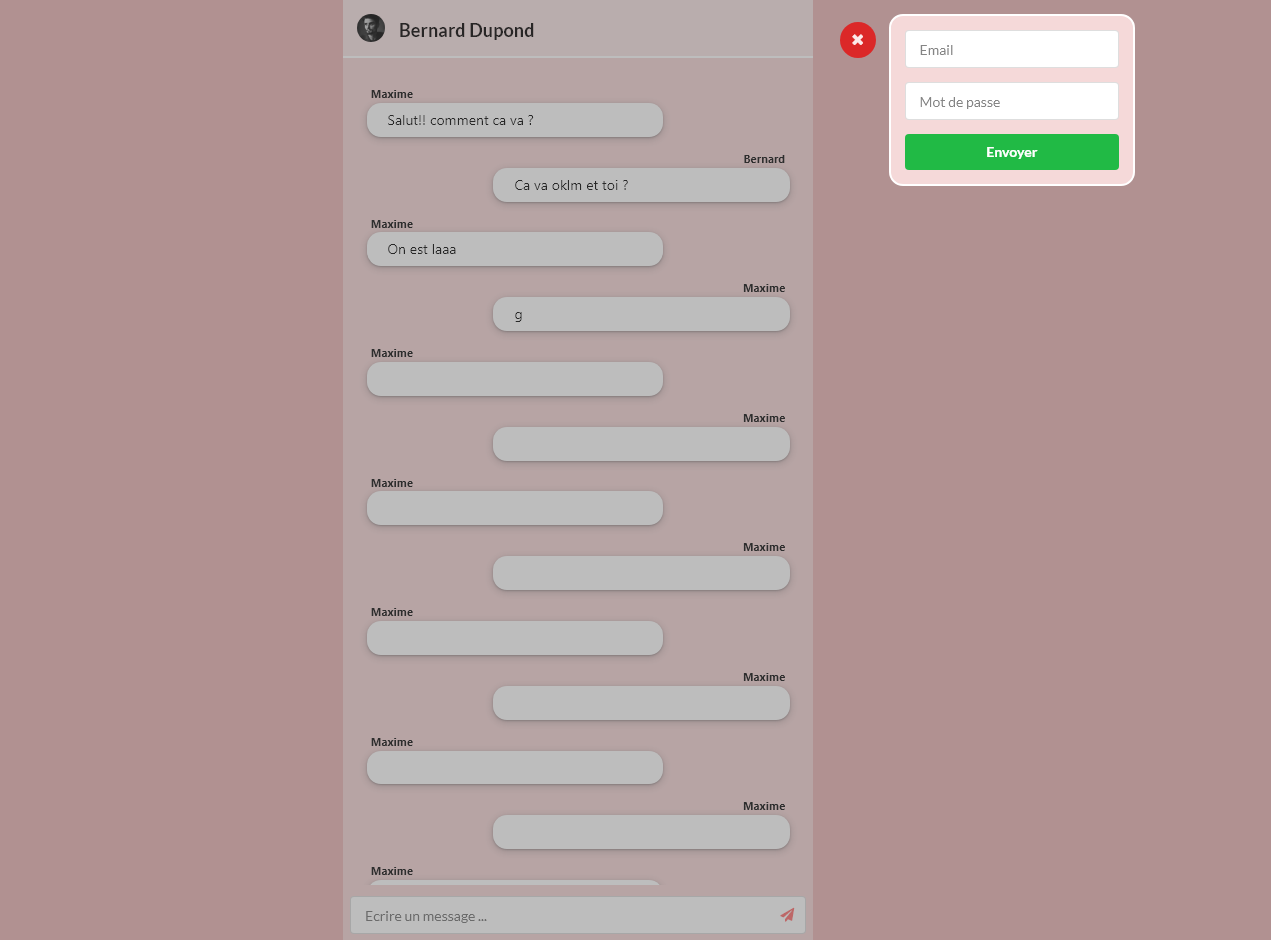 Bernard Dupond
Maxime
Salut!! comment ca va ?
Bernard
Ca va oklm et toi ?
Maxime
On est laaa
Maxime
g
Maxime
Maxime
Maxime
Maxime
Maxime
Maxime
Maxime
Maxime
Maxime
Ecrire un message ...
Email
Mot de passe
Envoyer